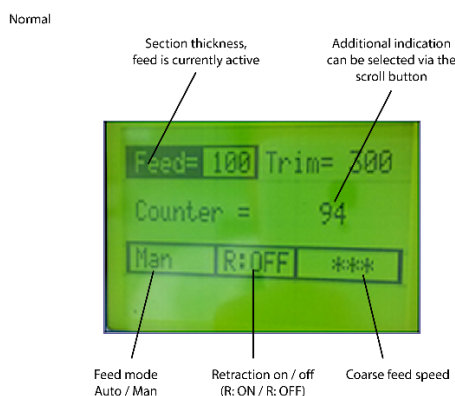 Normal
Section thickness,
feed is currently active
Additional indication
can be selected via the
scroll button
Feed= 100 Trim= 300
Counter = 94
Man R:OFF ***
Feed mode
Auto / Man
Retraction on / off
(R: ON / R: OFF)
Coarse feed speed